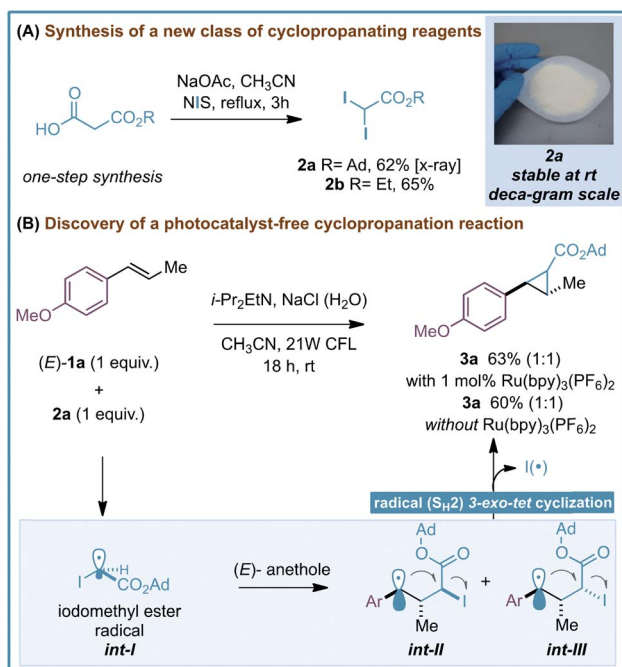 (A) Synthesis of a new class of cyclopropanating reagents
O
HO
CO₂R
NaOAc, CH₃CN
NIS, reflux, 3h
I
CO₂R
I
one-step synthesis
2a R= Ad, 62% [x-ray]
2b R= Et, 65%
2a
stable at rt
deca-gram scale
(B) Discovery of a photocatalyst-free cyclopropanation reaction
Me
MeO
(E)-1a (1 equiv.)
+
2a (1 equiv.)
i-Pr₂EtN, NaCl (H₂O)
CH₃CN, 21W CFL
18 h, rt
CO₂Ad
Me
MeO
3a 63% (1:1)
with 1 mol% Ru(bpy)₃(PF₆)₂
3a 60% (1:1)
without Ru(bpy)₃(PF₆)₂
I(•)
radical (SH2) 3-exo-tet cyclization
I
H
CO₂Ad
iodomethyl ester
radical
int-I
(E)- anethole
Ad
O
O
Ar
I
Me
int-II
+
Ad
O
O
Ar
I
Me
int-III